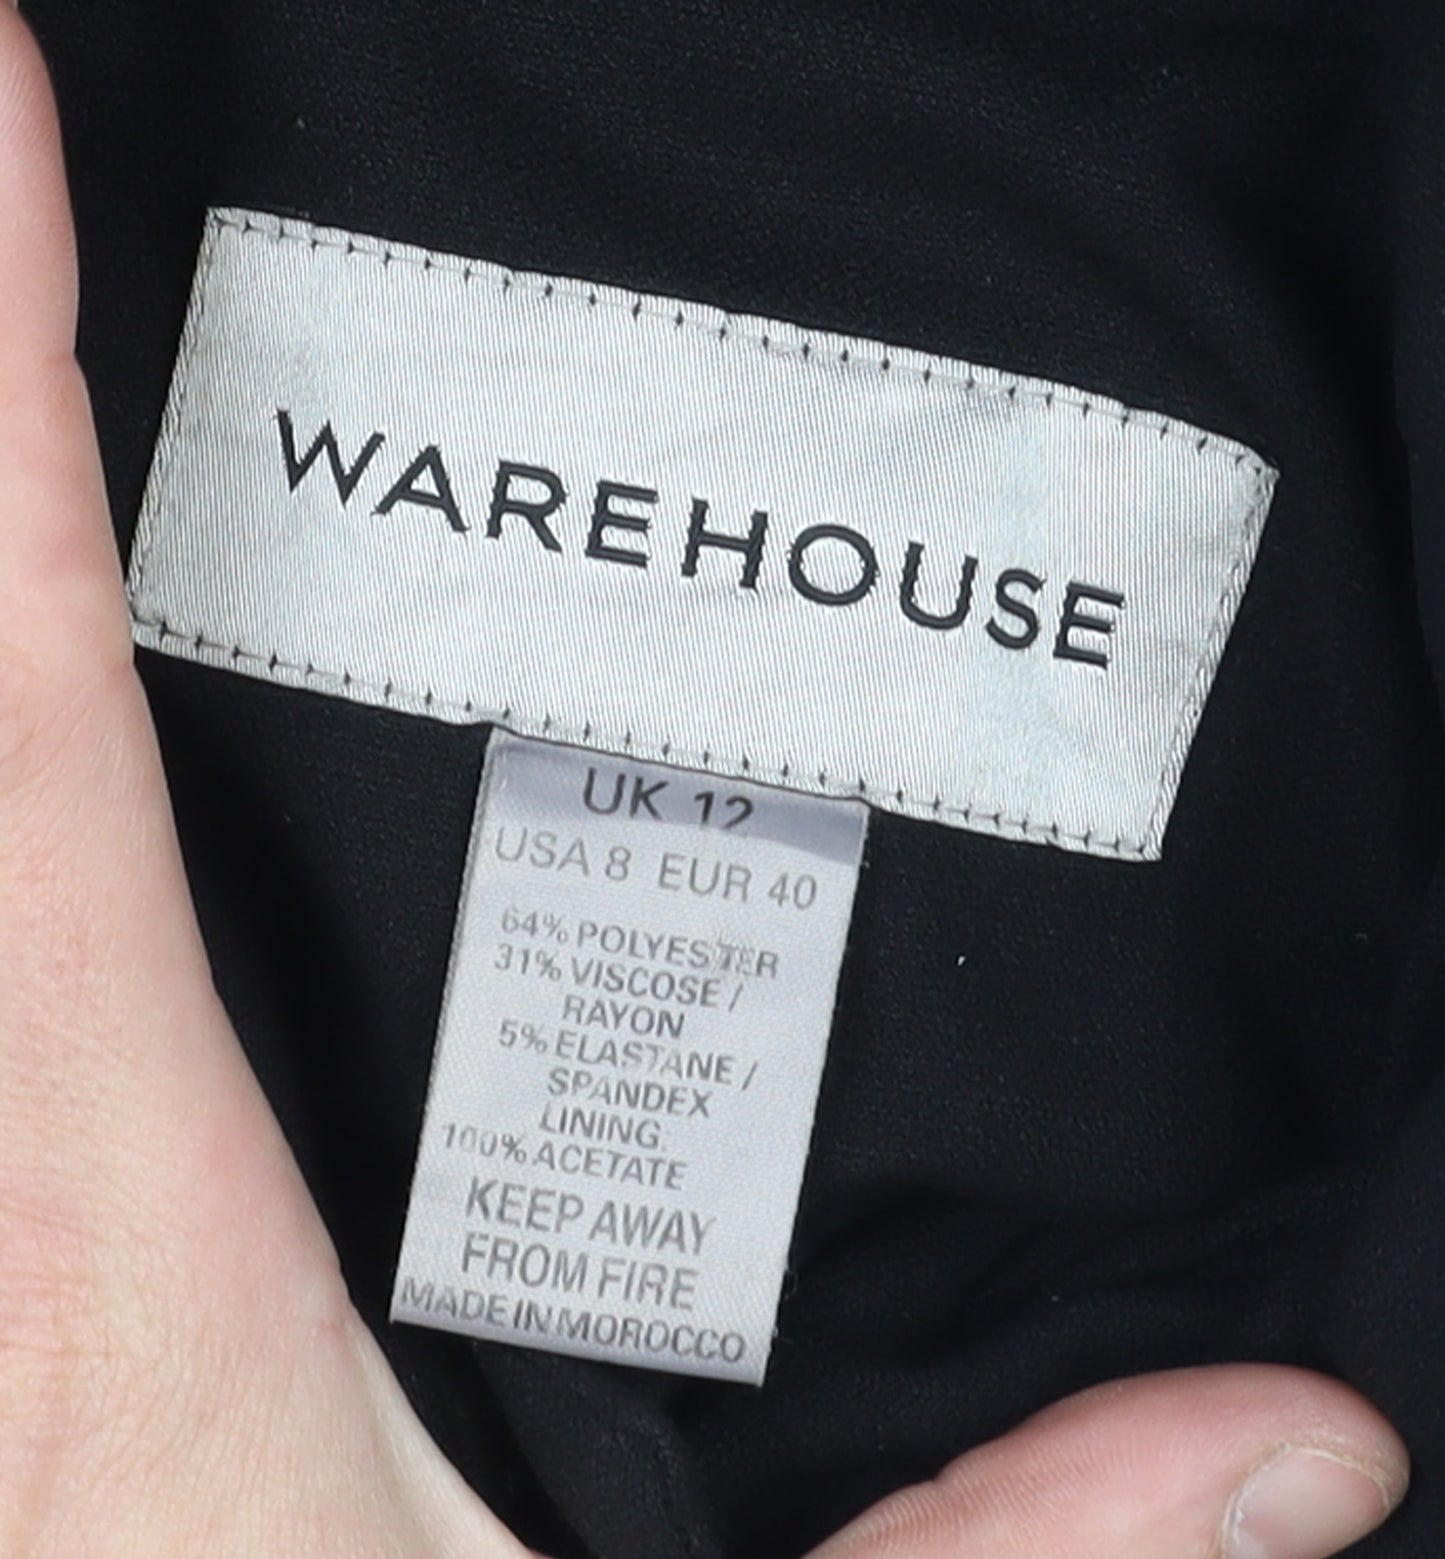 WAREHOUSE
UK 12
USA 8 EUR 40
64% POLYESTER
31% VISCOSE /
RAYON
5% ELASTANE /
SPANDEX
LINING.
100% ACETATE
KEEP AWAY
FROM FIRE
MADE IN MOROCCO